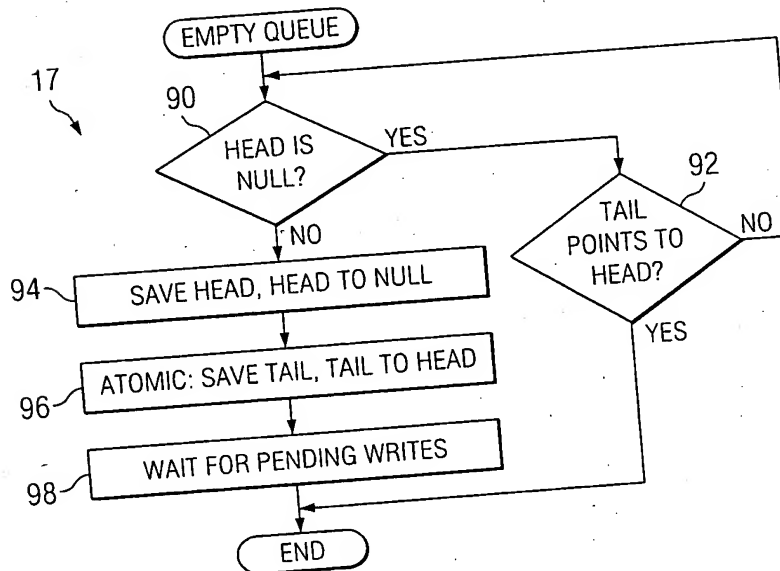 EMPTY QUEUE
17
90
HEAD IS
NULL?
YES
92
TAIL
POINTS TO
HEAD?
NO
NO
YES
94
SAVE HEAD, HEAD TO NULL
96
ATOMIC: SAVE TAIL, TAIL TO HEAD
98
WAIT FOR PENDING WRITES
END